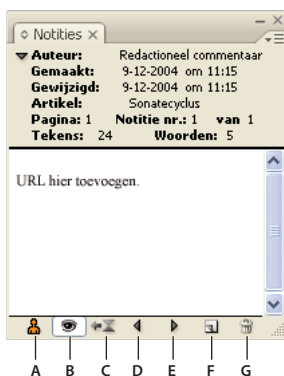 Notities
Auteur: Redactioneel commentaar
Gemaakt: 9-12-2004 om 11:15
Gewijzigd: 9-12-2004 om 11:15
Artikel: Sonatecyclus
Pagina: 1 Notitie nr.: 1 van 1
Tekens: 24 Woorden: 5
URL hier toevoegen.
A B C D E F G